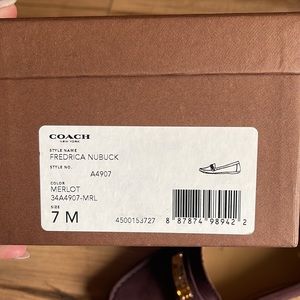 COACH
NEW YORK
STYLE NAME
FREDRICA NUBUCK
STYLE NO.
A4907
COLOR
MERLOT
34A4907-MRL
SIZE
7 M
4500153727
8 87874 98942 2